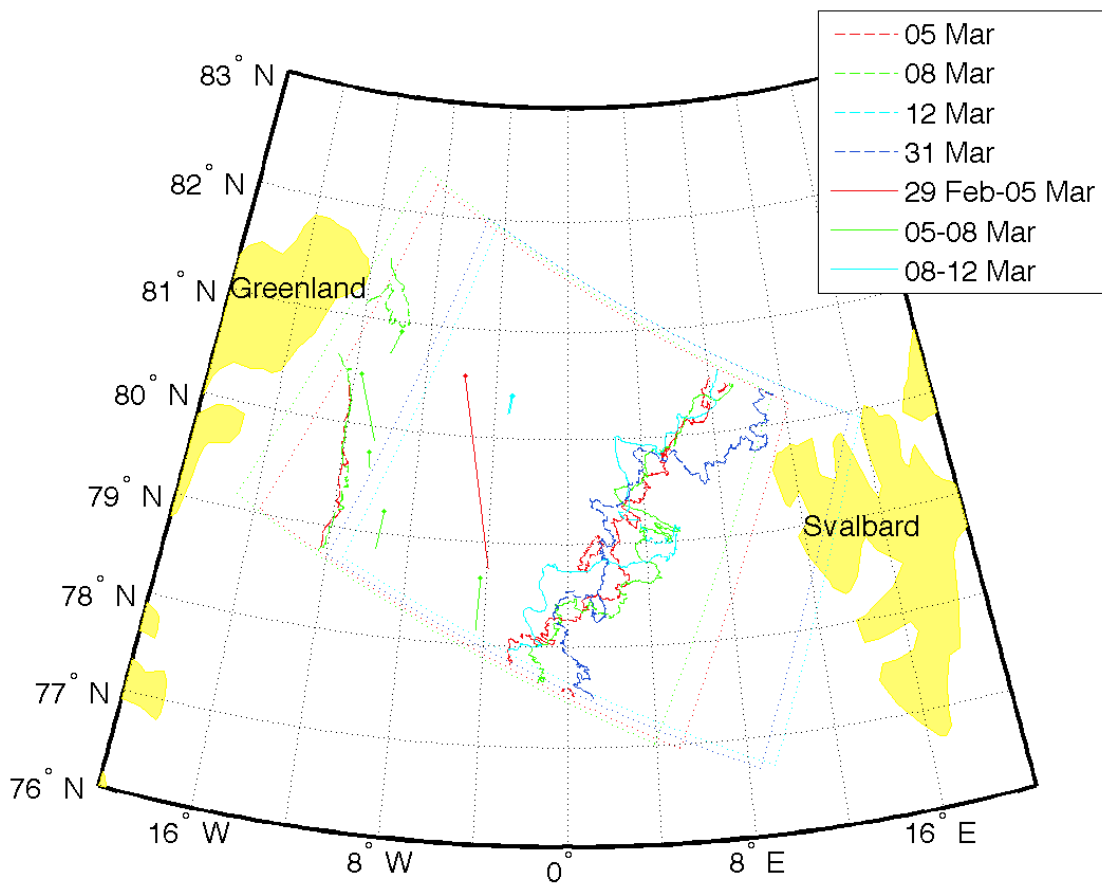 05 Mar
08 Mar
12 Mar
31 Mar
29 Feb-05 Mar
05-08 Mar
08-12 Mar
83° N
82° N
81° N
80° N
79° N
78° N
77° N
76° N
Greenland
Svalbard
16° W
8° W
0°
8° E
16° E